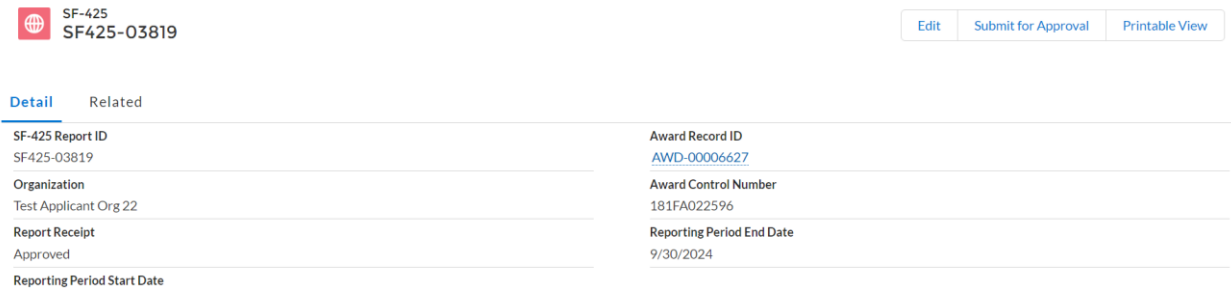 SF-425
SF425-03819
Edit
Submit for Approval
Printable View
Detail
Related
SF-425 Report ID
SF425-03819
Award Record ID
AWD-00006627
Organization
Test Applicant Org 22
Award Control Number
181FA022596
Report Receipt
Approved
Reporting Period End Date
9/30/2024
Reporting Period Start Date